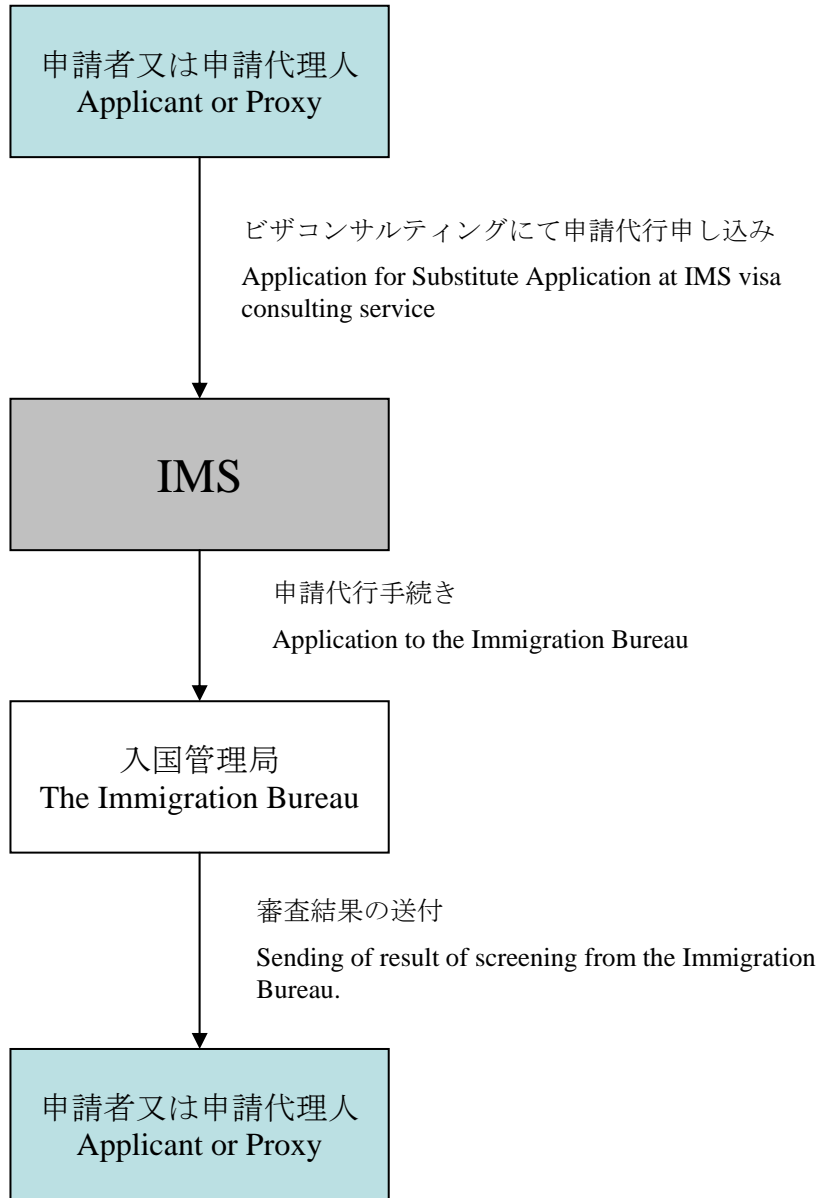 申請者又は申請代理人
Applicant or Proxy
ビザコンサルティングにて申請代行申し込み
Application for Substitute Application at IMS visa
consulting service
IMS
申請代行手続き
Application to the Immigration Bureau
入国管理局
The Immigration Bureau
審査結果の送付
Sending of result of screening from the Immigration
Bureau.
申請者又は申請代理人
Applicant or Proxy